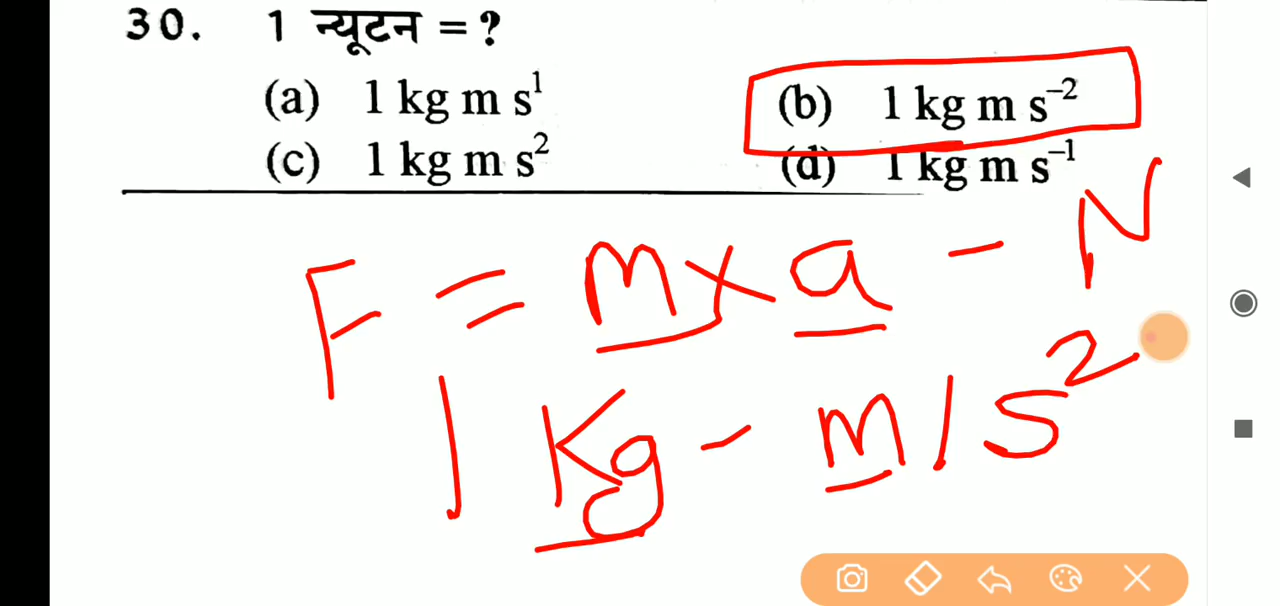 30. 1 न्यूटन = ?
(a) 1 kg m s¹ (b) 1 kg m s⁻²
(c) 1 kg m s² (d) 1 kg m s⁻¹
F = m x a - N
1 Kg - m / s²